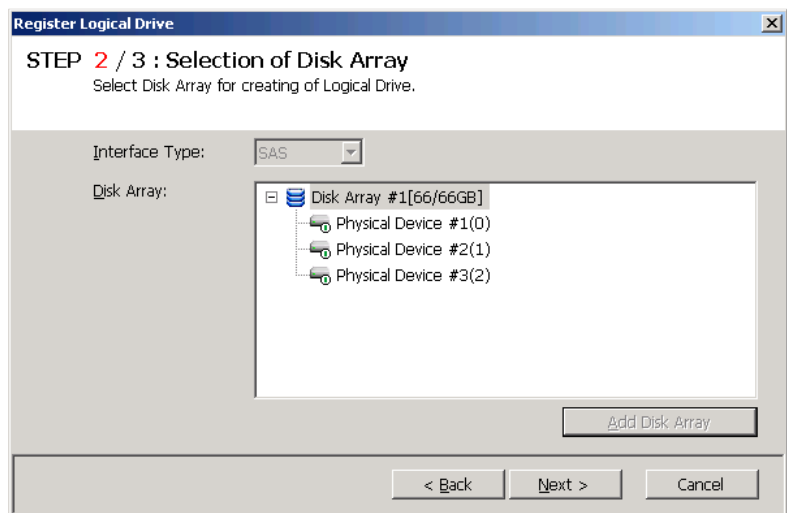 Register Logical Drive
STEP 2 / 3 : Selection of Disk Array
Select Disk Array for creating of Logical Drive.
Interface Type:
SAS
Disk Array:
Disk Array #1[66/66GB]
Physical Device #1(0)
Physical Device #2(1)
Physical Device #3(2)
Add Disk Array
< Back Next > Cancel